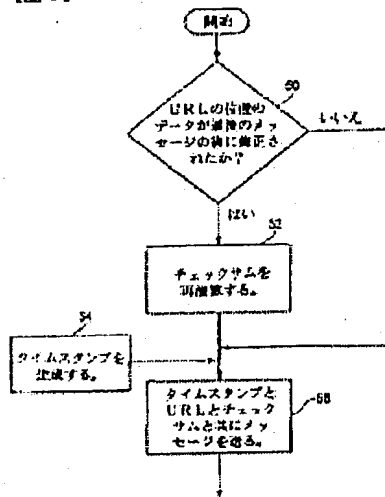 開始
50
URLの位置の
データが最後のメッ
セージの後に修正さ
れたか?
いいえ
はい
52
チェックサムを
再演算する。
54
タイムスタンプを
生成する。
タイムスタンプと
URLとチェック
サムと共にメッ
セージを送る。